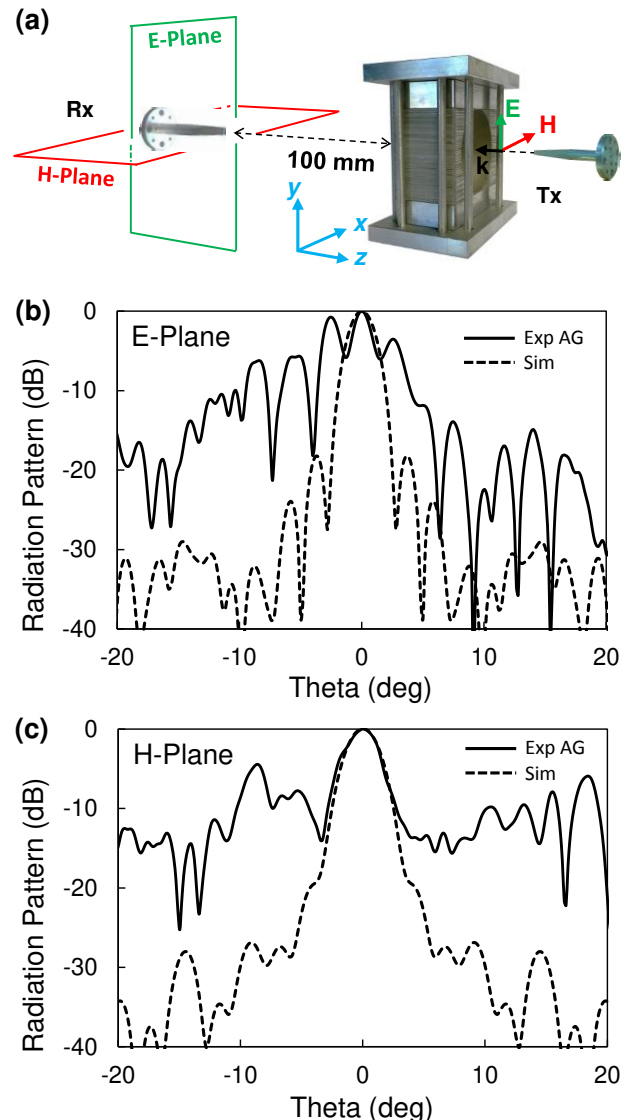 (a)
E-Plane
Rx
H-Plane
100 mm
E
H
k
Tx
y
x
z
(b)
E-Plane
Exp AG
Sim
Radiation Pattern (dB)
0
-10
-20
-30
-40
-20
-10
0
10
20
Theta (deg)
(c)
H-Plane
Exp AG
Sim
Radiation Pattern (dB)
0
-10
-20
-30
-40
-20
-10
0
10
20
Theta (deg)